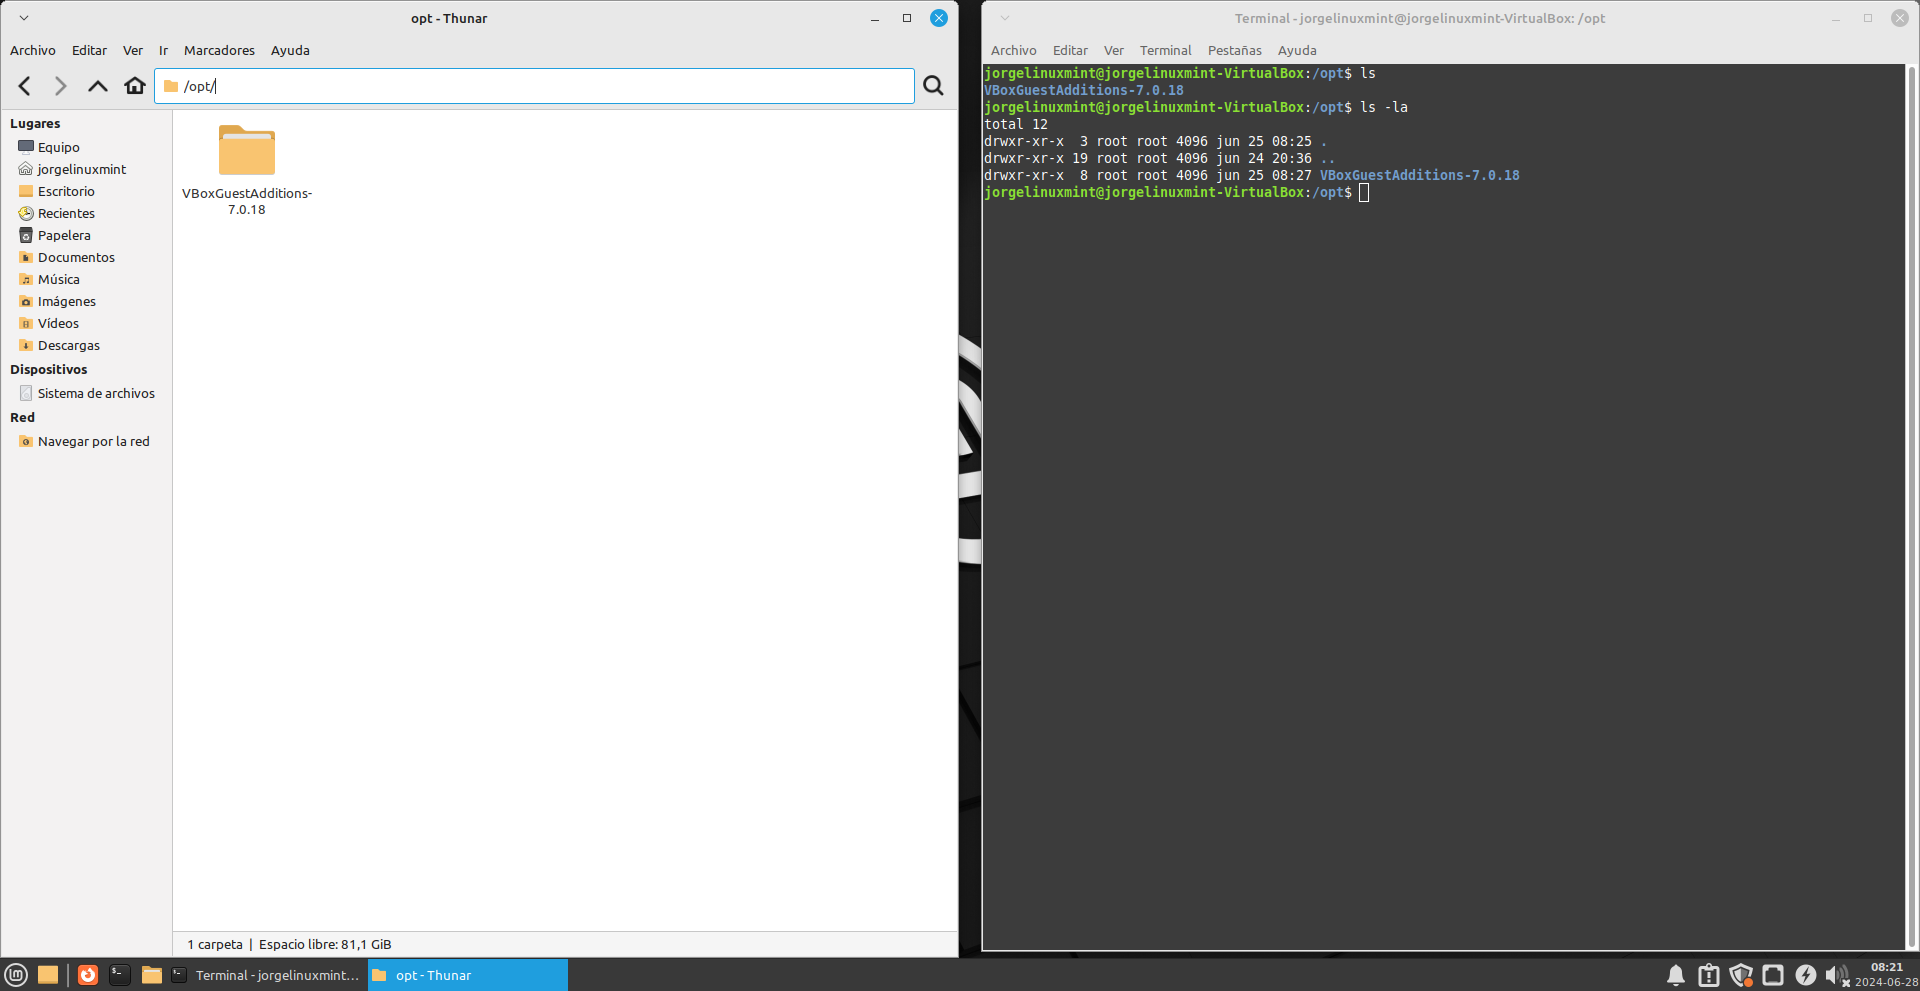 opt - Thunar
Archivo Editar Ver Ir Marcadores Ayuda
/opt/
Lugares
Equipo
jorgelinuxmint
Escritorio
Recientes
Papelera
Documentos
Música
Imágenes
Vídeos
Descargas
Dispositivos
Sistema de archivos
Red
Navegar por la red
VBoxGuestAdditions-
7.0.18
1 carpeta | Espacio libre: 81,1 GiB
Terminal - jorgelinuxmint@jorgelinuxmint-VirtualBox: /opt
Archivo Editar Ver Terminal Pestañas Ayuda
jorgelinuxmint@jorgelinuxmint-VirtualBox:/opt$ ls
VBoxGuestAdditions-7.0.18
jorgelinuxmint@jorgelinuxmint-VirtualBox:/opt$ ls -la
total 12
drwxr-xr-x  3 root root 4096 jun 25 08:25 .
drwxr-xr-x 19 root root 4096 jun 24 20:36 ..
drwxr-xr-x  8 root root 4096 jun 25 08:27 VBoxGuestAdditions-7.0.18
jorgelinuxmint@jorgelinuxmint-VirtualBox:/opt$
Terminal - jorgelinuxmint...
opt - Thunar
08:21
2024-06-28